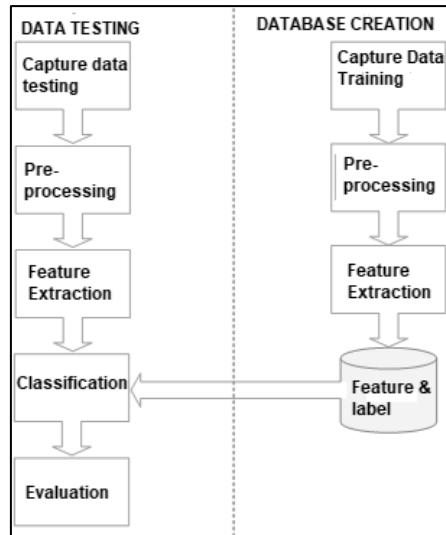 DATA TESTING
Capture data
testing
Pre-
processing
Feature
Extraction
Classification
Evaluation
DATABASE CREATION
Capture Data
Training
Pre-
processing
Feature
Extraction
Feature &
label